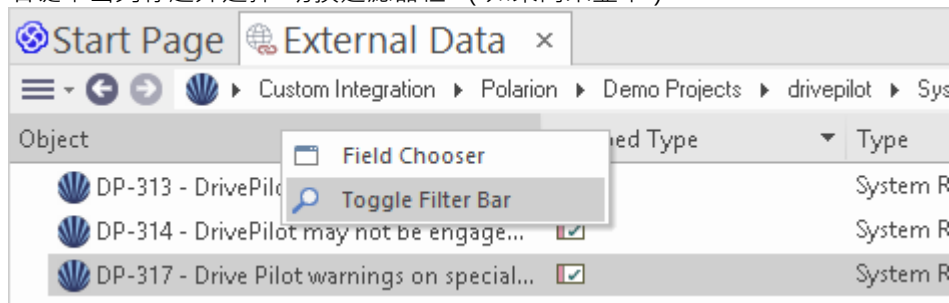 Start Page External Data ×
Custom Integration Polarion Demo Projects drivepilot
Object Type Type
Field Chooser
DP-313 - System
Toggle Filter Bar
DP-314 - DrivePilot may not be engage... System
DP-317 - Drive Pilot warnings on special... System